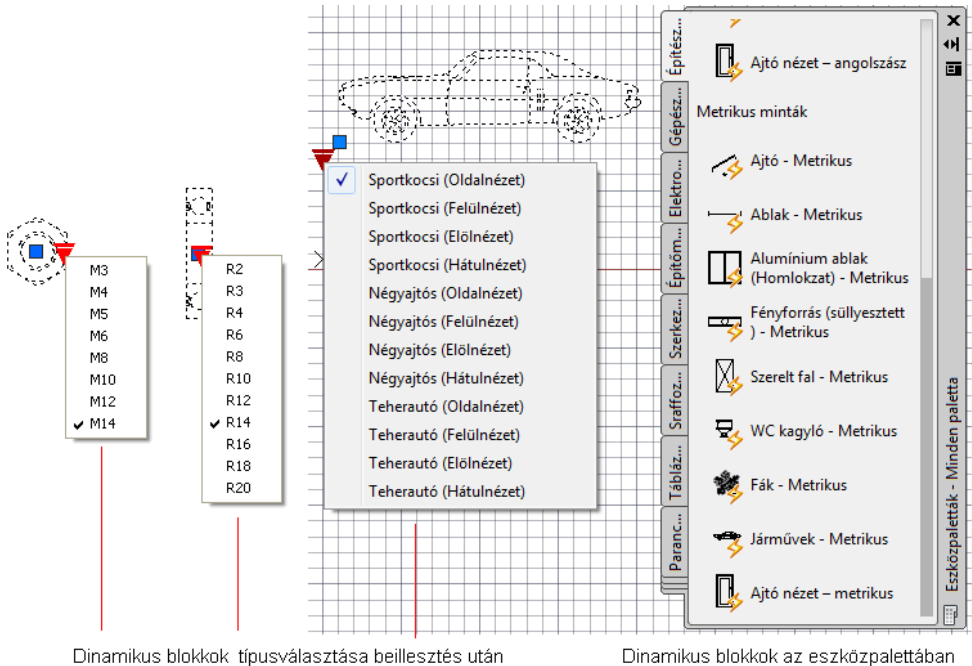 M3
M4
M5
M6
M8
M10
M12
M14
R2
R3
R4
R6
R8
R10
R12
R14
R16
R18
R20
Sportkocsi (Oldalnézet)
Sportkocsi (Felülnézet)
Sportkocsi (Elölnézet)
Sportkocsi (Hátulnézet)
Négyajtós (Oldalnézet)
Négyajtós (Felülnézet)
Négyajtós (Elölnézet)
Négyajtós (Hátulnézet)
Teherautó (Oldalnézet)
Teherautó (Felülnézet)
Teherautó (Elölnézet)
Teherautó (Hátulnézet)
Építész...
Gépész...
Elektro...
Építőm...
Szerkez...
Sraffoz...
Tábláz...
Paranc...
Ajtó nézet – angolszász
Metrikus minták
Ajtó - Metrikus
Ablak - Metrikus
Alumínium ablak
(Homlokzat) - Metrikus
Fényforrás (süllyesztett
) - Metrikus
Szerelt fal - Metrikus
WC kagyló - Metrikus
Fák - Metrikus
Járművek - Metrikus
Ajtó nézet – metrikus
Eszközpaletták - Minden paletta
Dinamikus blokkok típusválasztása beillesztés után
Dinamikus blokkok az eszközpalettában